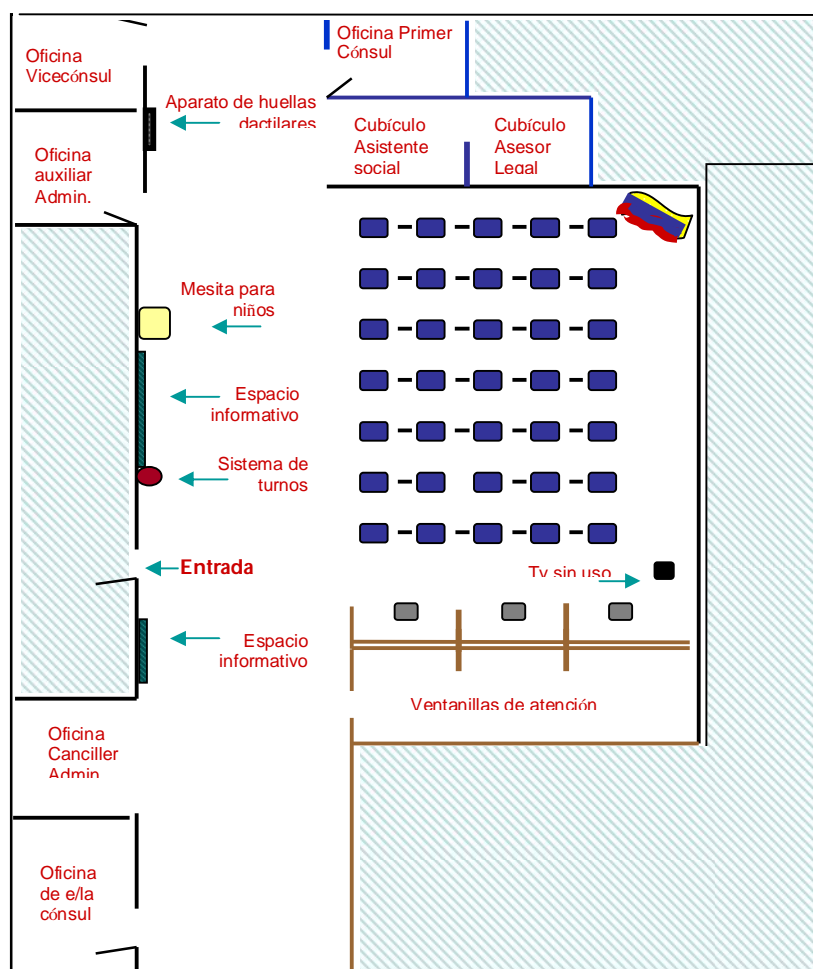 Oficina
Vicecónsul
Oficina Primer
Cónsul
Aparato de huellas
dactilares
Cubículo
Asistente
social
Cubículo
Asesor
Legal
Oficina
auxiliar
Admin.
Mesita para
niños
Espacio
informativo
Sistema de
turnos
Entrada
Tv sin uso
Espacio
informativo
Ventanillas de atención
Oficina
Canciller
Admin
Oficina
de e/la
cónsul